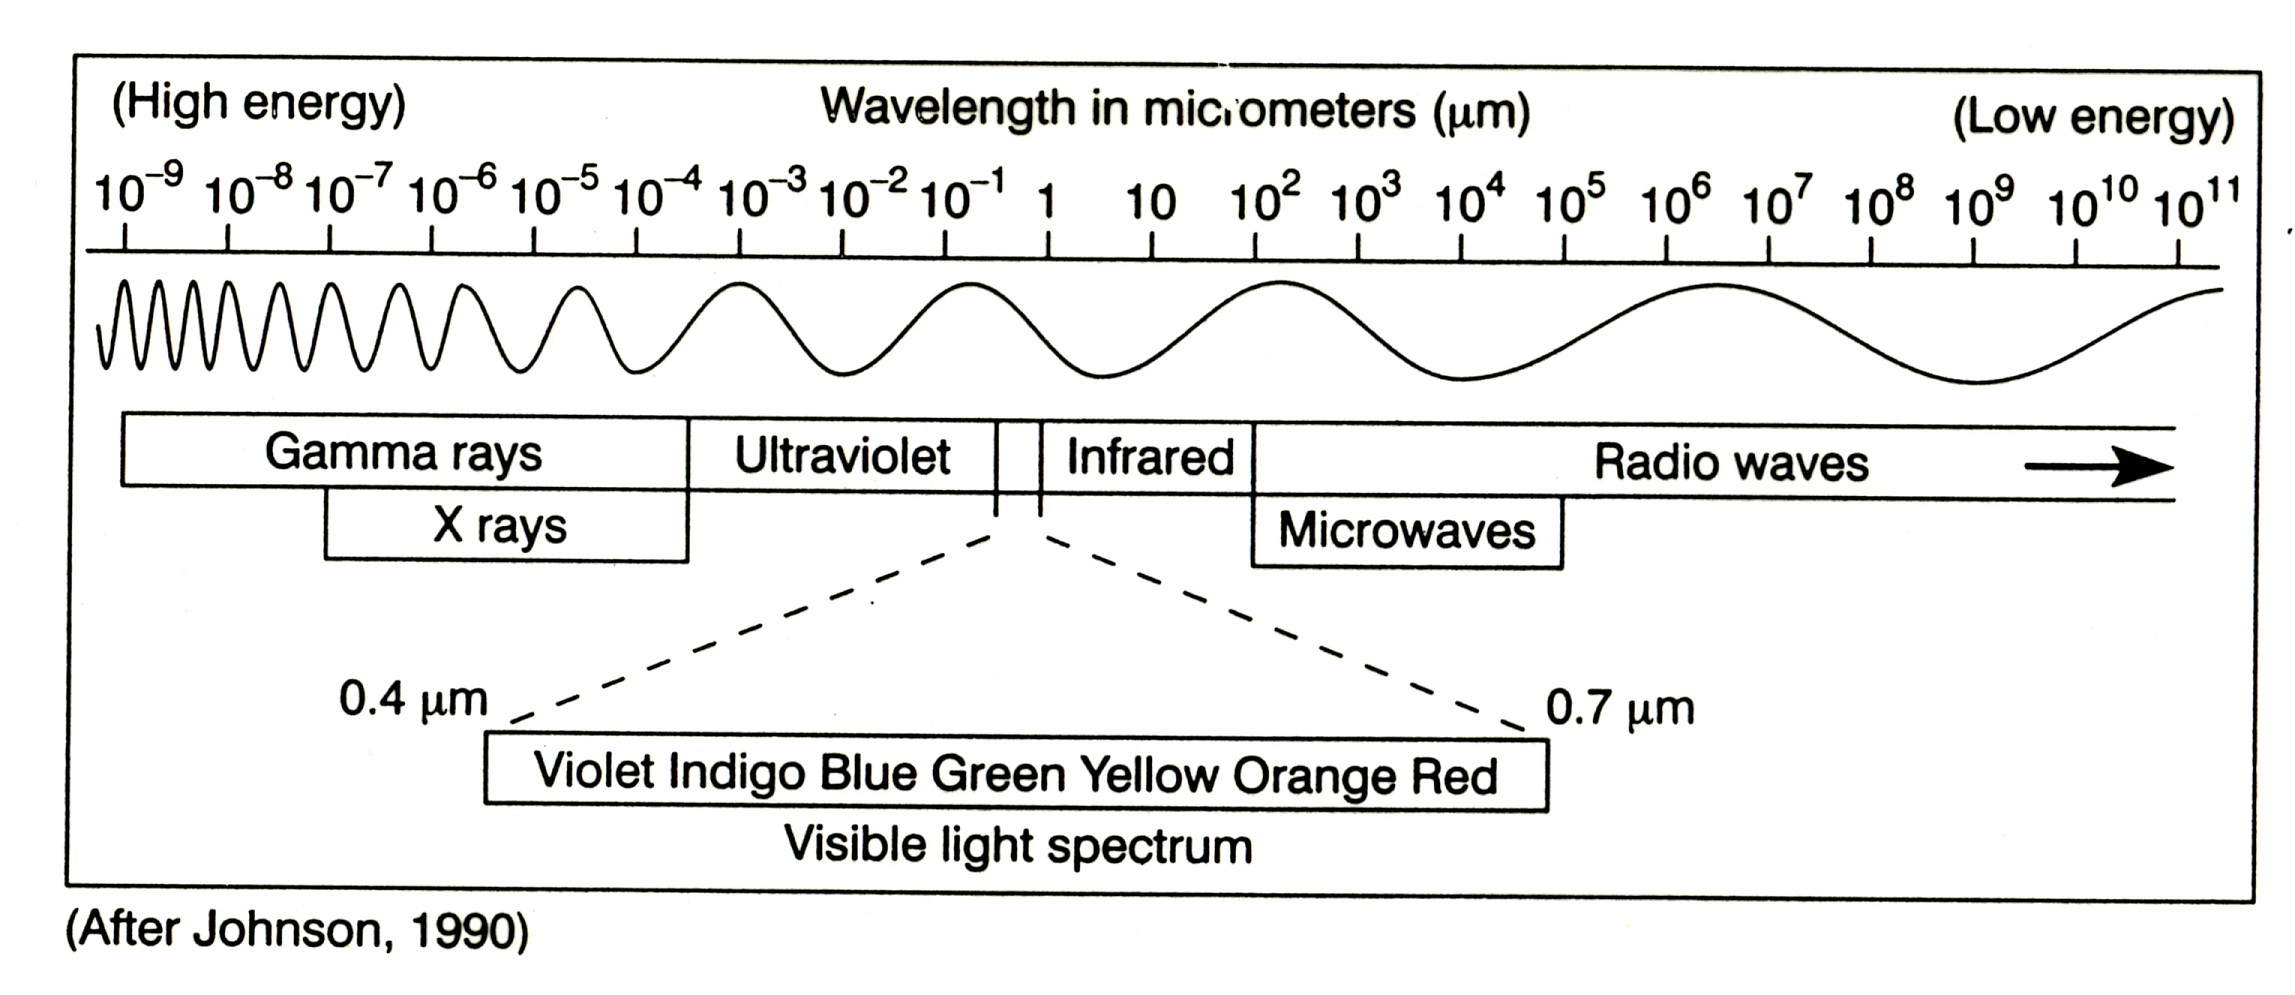 (High energy) Wavelength in micrometers (μm) (Low energy)
10⁻⁹ 10⁻⁸ 10⁻⁷ 10⁻⁶ 10⁻⁵ 10⁻⁴ 10⁻³ 10⁻² 10⁻¹ 1 10 10² 10³ 10⁴ 10⁵ 10⁶ 10⁷ 10⁸ 10⁹ 10¹⁰ 10¹¹
Gamma rays Ultraviolet Infrared Radio waves
X rays Microwaves
0.4 μm 0.7 μm
Violet Indigo Blue Green Yellow Orange Red
Visible light spectrum
(After Johnson, 1990)